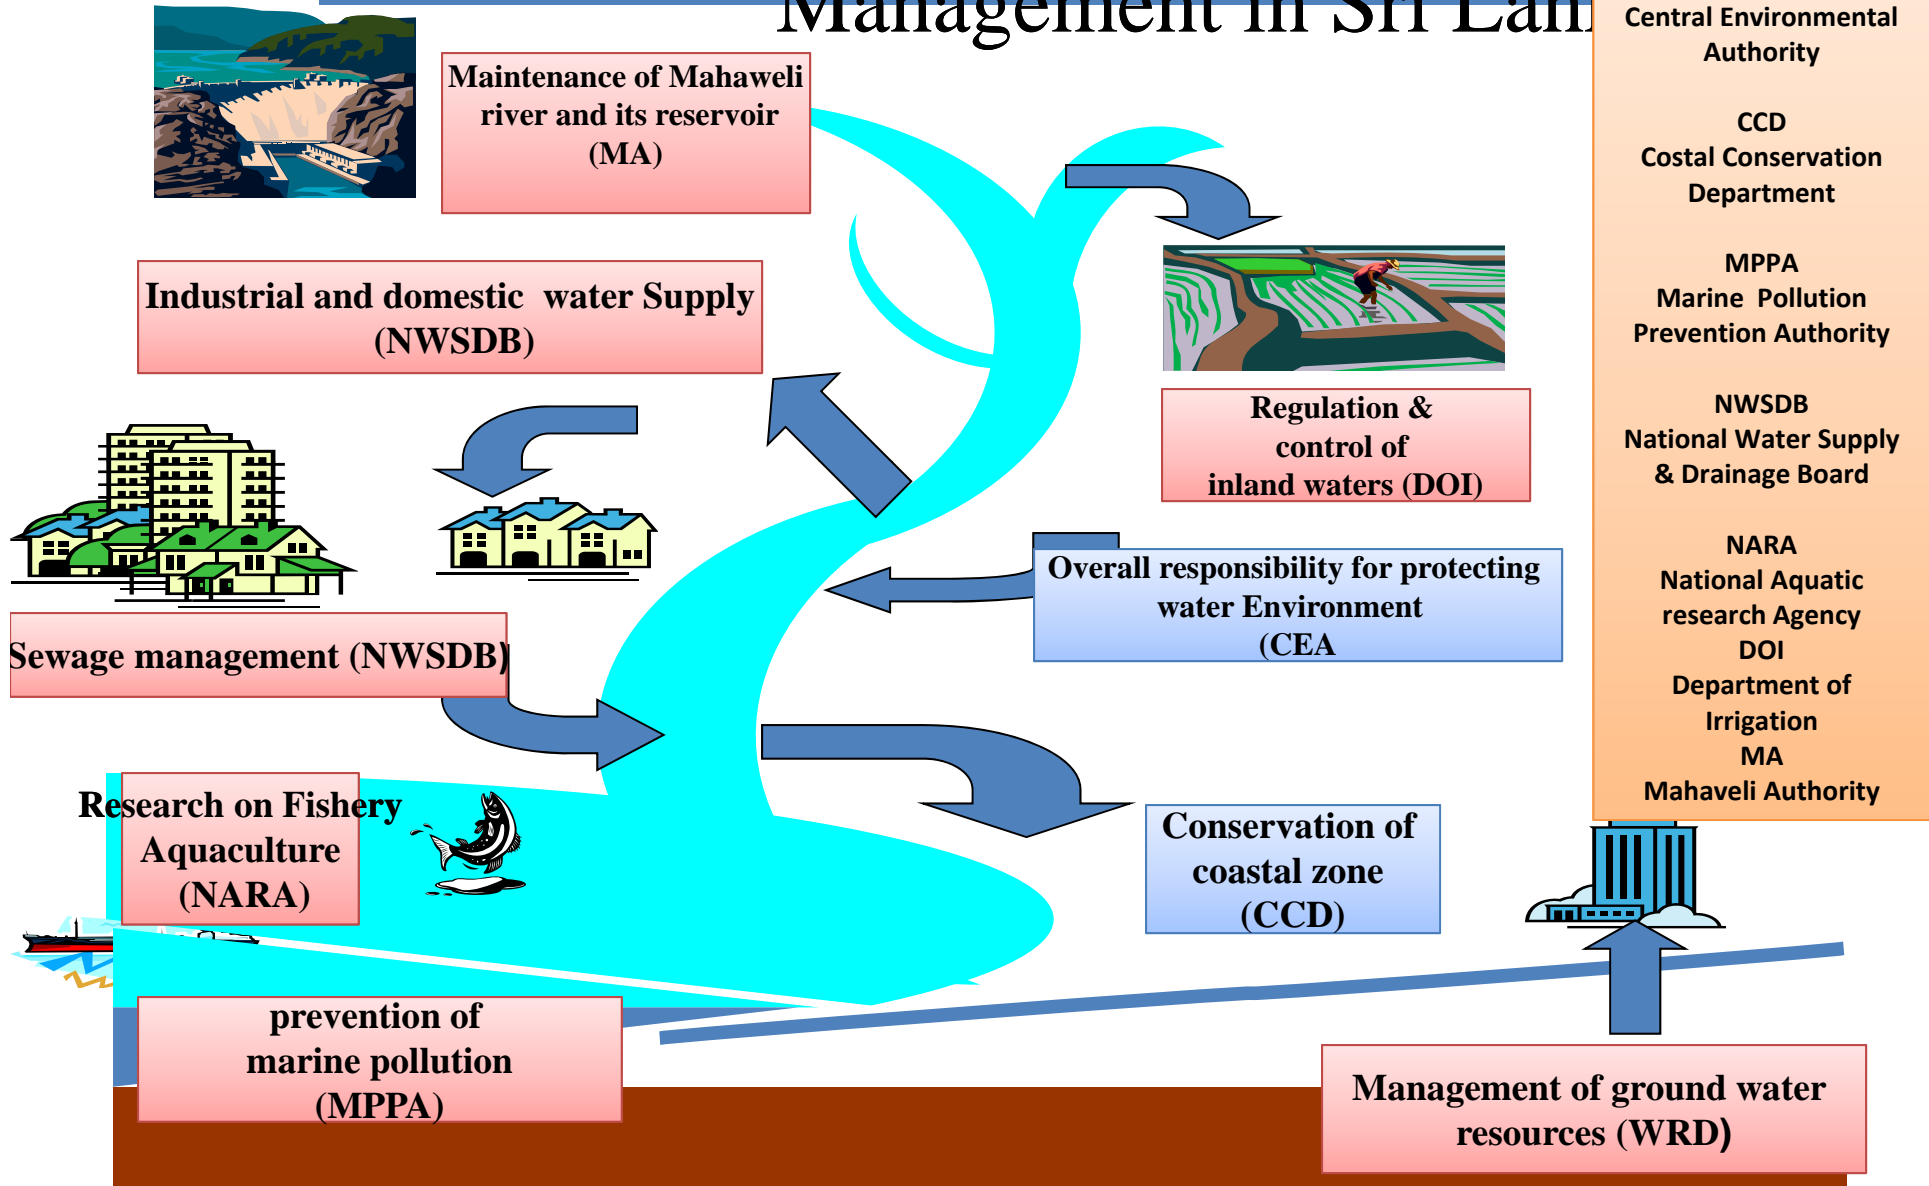 Management in Sri Lan
Maintenance of Mahaweli
river and its reservoir
(MA)
Industrial and domestic water Supply
(NWSDB)
Regulation &
control of
inland waters (DOI)
Overall responsibility for protecting
water Environment
(CEA
Sewage management (NWSDB)
Research on Fishery
Aquaculture
(NARA)
Conservation of
coastal zone
(CCD)
prevention of
marine pollution
(MPPA)
Management of ground water
resources (WRD)
Central Environmental
Authority
CCD
Costal Conservation
Department
MPPA
Marine Pollution
Prevention Authority
NWSDB
National Water Supply
& Drainage Board
NARA
National Aquatic
research Agency
DOI
Department of
Irrigation
MA
Mahaveli Authority